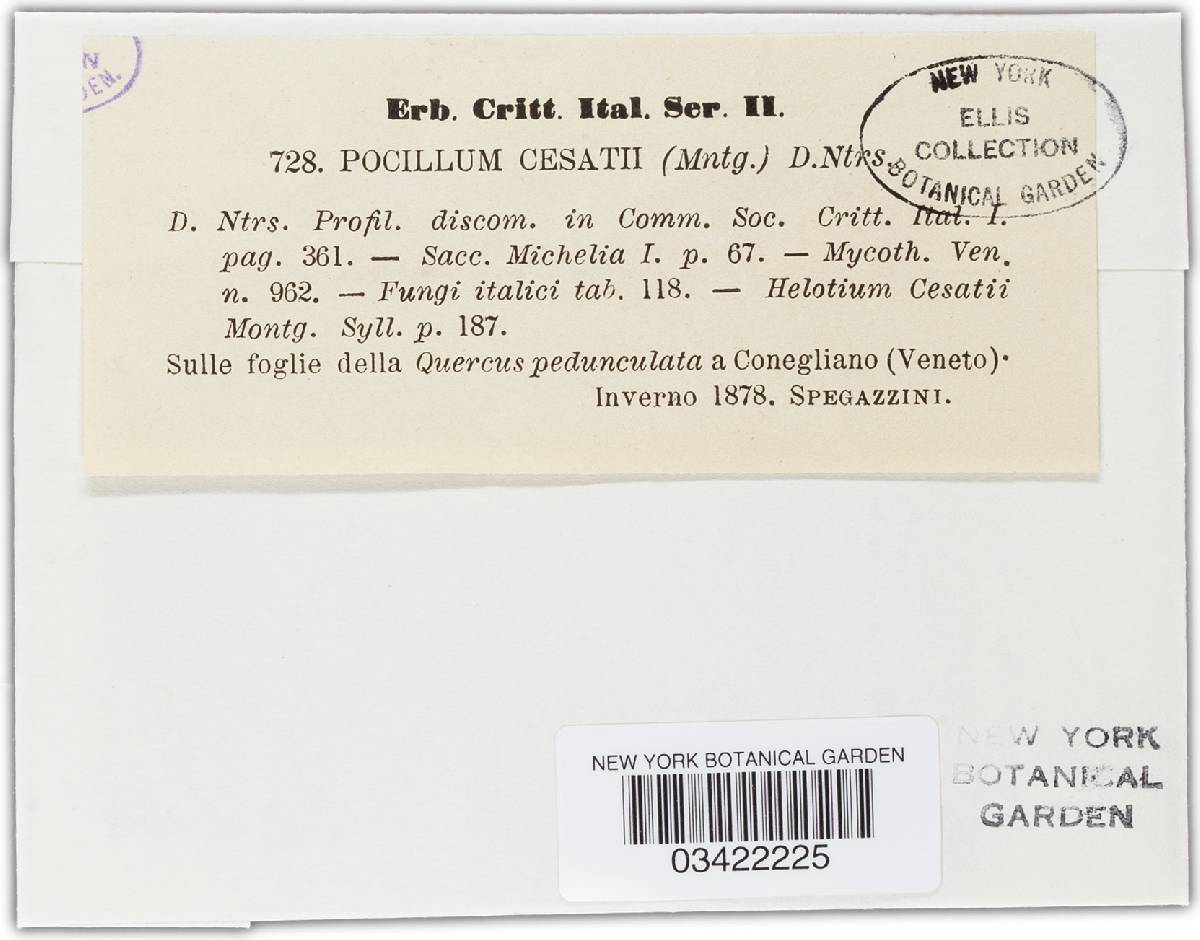 W
DEN.
Erb. Critt. Ital. Ser. II.
728. POCILLUM CESATII (Mntg.) D.Ntrs.
D. Ntrs. Profil. discom. in Comm. Soc. Critt. Ital. I.
pag. 361. — Sacc. Michelia I. p. 67. — Mycoth. Ven.
n. 962. — Fungi italici tab. 118. — Helotium Cesatii
Montg. Syll. p. 187.
Sulle foglie della Quercus pedunculata a Conegliano (Veneto).
Inverno 1878. SPEGAZZINI.
NEW YORK
ELLIS
COLLECTION
BOTANICAL GARDEN
NEW YORK BOTANICAL GARDEN
03422225
NEW YORK
BOTANICAL
GARDEN